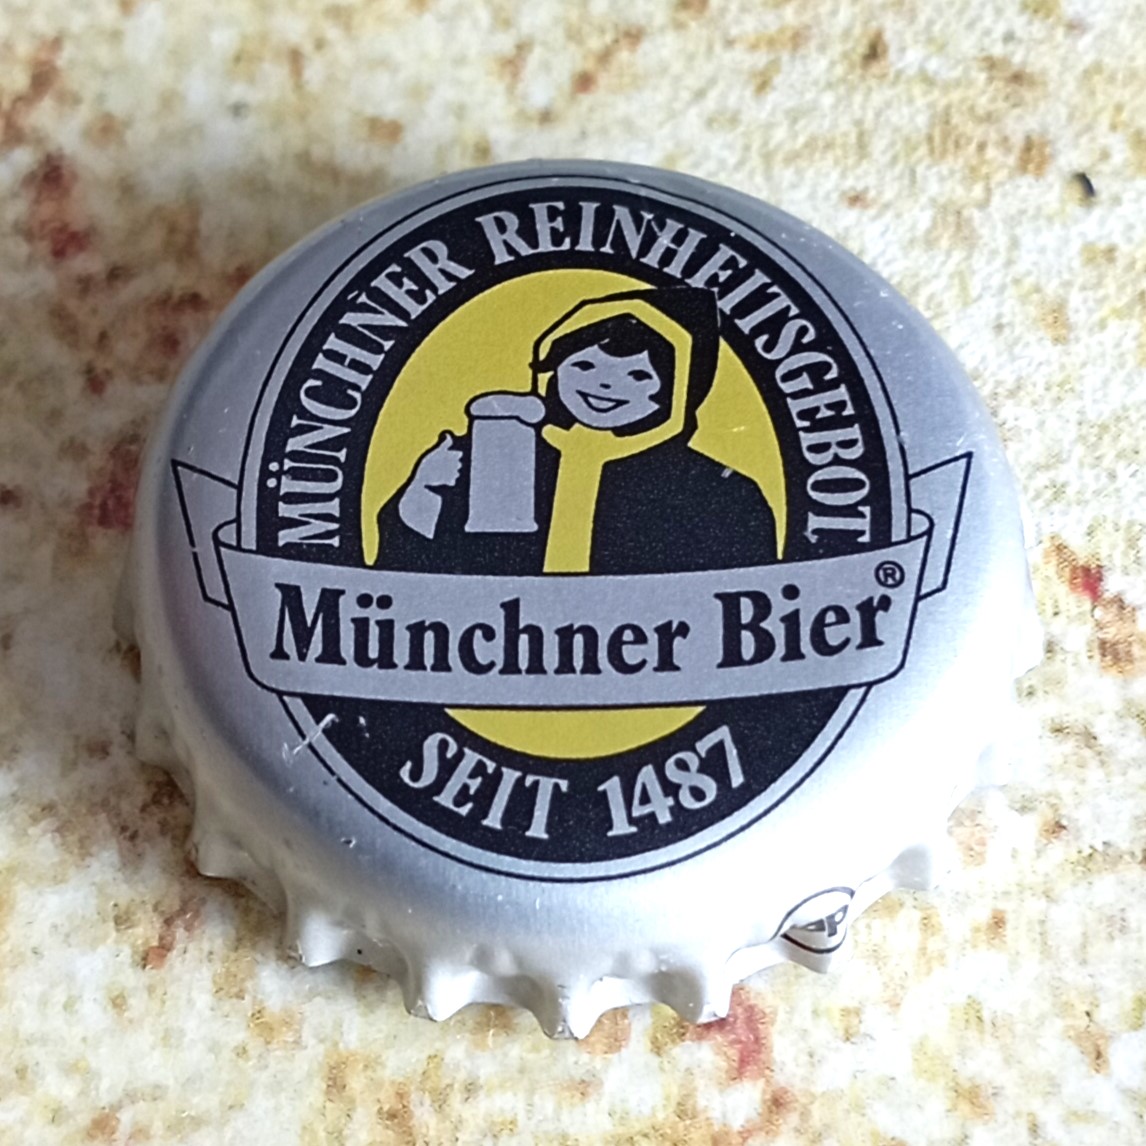 MÜNCHNER REINHEITSGEBOT
Münchner Bier®
SEIT 1487